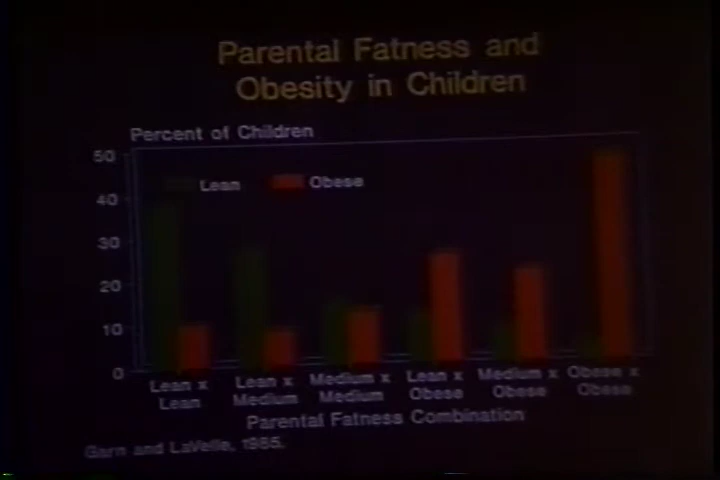 Parental Fatness and
Obesity in Children
Percent of Children
50
40
30
20
10
0
Lean
Obese
Lean x
Lean
Lean x
Medium
Medium x
Medium
Lean x
Obese
Medium x
Obese
Obese x
Obese
Parental Fatness Combination
Garn and LaVelle, 1985.